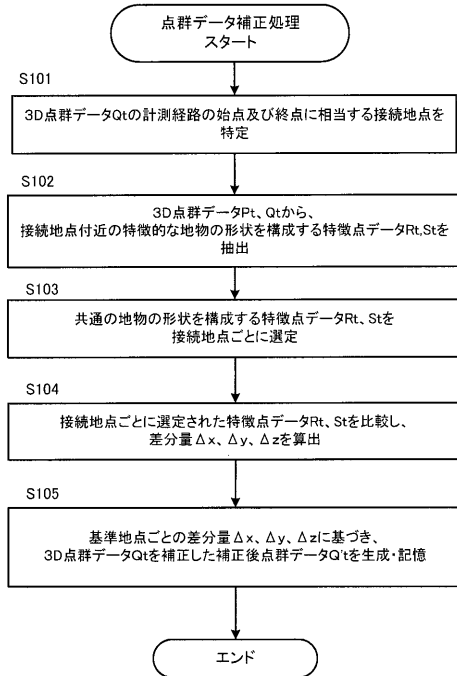 点群データ補正処理
スタート
S101
3D点群データQtの計測経路の始点及び終点に相当する接続地点を
特定
S102
3D点群データPt、Qtから、
接続地点付近の特徴的な地物の形状を構成する特徴点データRt,Stを
抽出
S103
共通の地物の形状を構成する特徴点データRt、Stを
接続地点ごとに選定
S104
接続地点ごとに選定された特徴点データRt、Stを比較し、
差分量Δx、Δy、Δzを算出
S105
基準地点ごとの差分量Δx、Δy、Δzに基づき、
3D点群データQtを補正した補正後点群データQ'tを生成・記憶
エンド